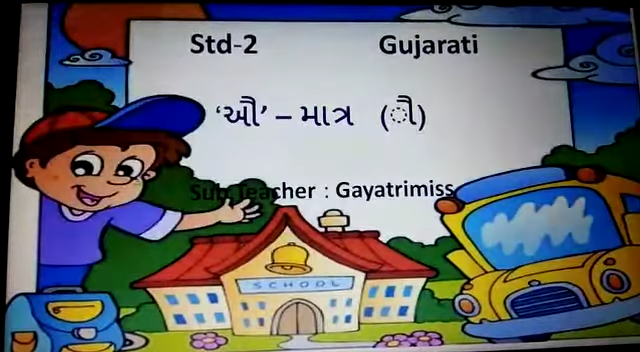 Std-2 Gujarati
‘ઔ’ – માત્ર (ૌ)
Sub.Teacher : Gayatrimiss
SCHOOL